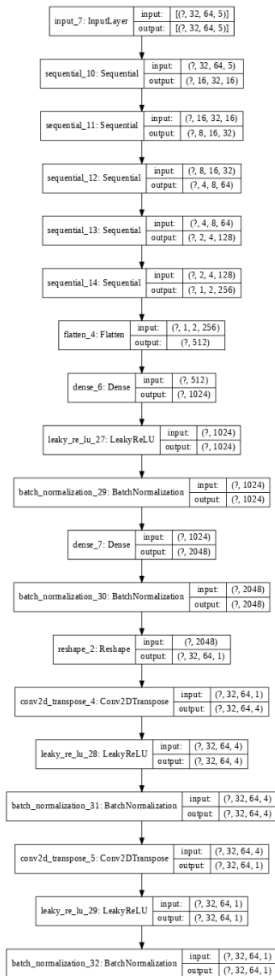 input_7: InputLayer
input: [(?, 32, 64, 5)]
output: [(?, 32, 64, 5)]
sequential_10: Sequential
input: (?, 32, 64, 5)
output: (?, 16, 32, 16)
sequential_11: Sequential
input: (?, 16, 32, 16)
output: (?, 8, 16, 32)
sequential_12: Sequential
input: (?, 8, 16, 32)
output: (?, 4, 8, 64)
sequential_13: Sequential
input: (?, 4, 8, 64)
output: (?, 2, 4, 128)
sequential_14: Sequential
input: (?, 2, 4, 128)
output: (?, 1, 2, 256)
flatten_4: Flatten
input: (?, 1, 2, 256)
output: (?, 512)
dense_6: Dense
input: (?, 512)
output: (?, 1024)
leaky_re_lu_27: LeakyReLU
input: (?, 1024)
output: (?, 1024)
batch_normalization_29: BatchNormalization
input: (?, 1024)
output: (?, 1024)
dense_7: Dense
input: (?, 1024)
output: (?, 2048)
batch_normalization_30: BatchNormalization
input: (?, 2048)
output: (?, 2048)
reshape_2: Reshape
input: (?, 2048)
output: (?, 32, 64, 1)
conv2d_transpose_4: Conv2DTranspose
input: (?, 32, 64, 1)
output: (?, 32, 64, 4)
leaky_re_lu_28: LeakyReLU
input: (?, 32, 64, 4)
output: (?, 32, 64, 4)
batch_normalization_31: BatchNormalization
input: (?, 32, 64, 4)
output: (?, 32, 64, 4)
conv2d_transpose_5: Conv2DTranspose
input: (?, 32, 64, 4)
output: (?, 32, 64, 1)
leaky_re_lu_29: LeakyReLU
input: (?, 32, 64, 1)
output: (?, 32, 64, 1)
batch_normalization_32: BatchNormalization
input: (?, 32, 64, 1)
output: (?, 32, 64, 1)